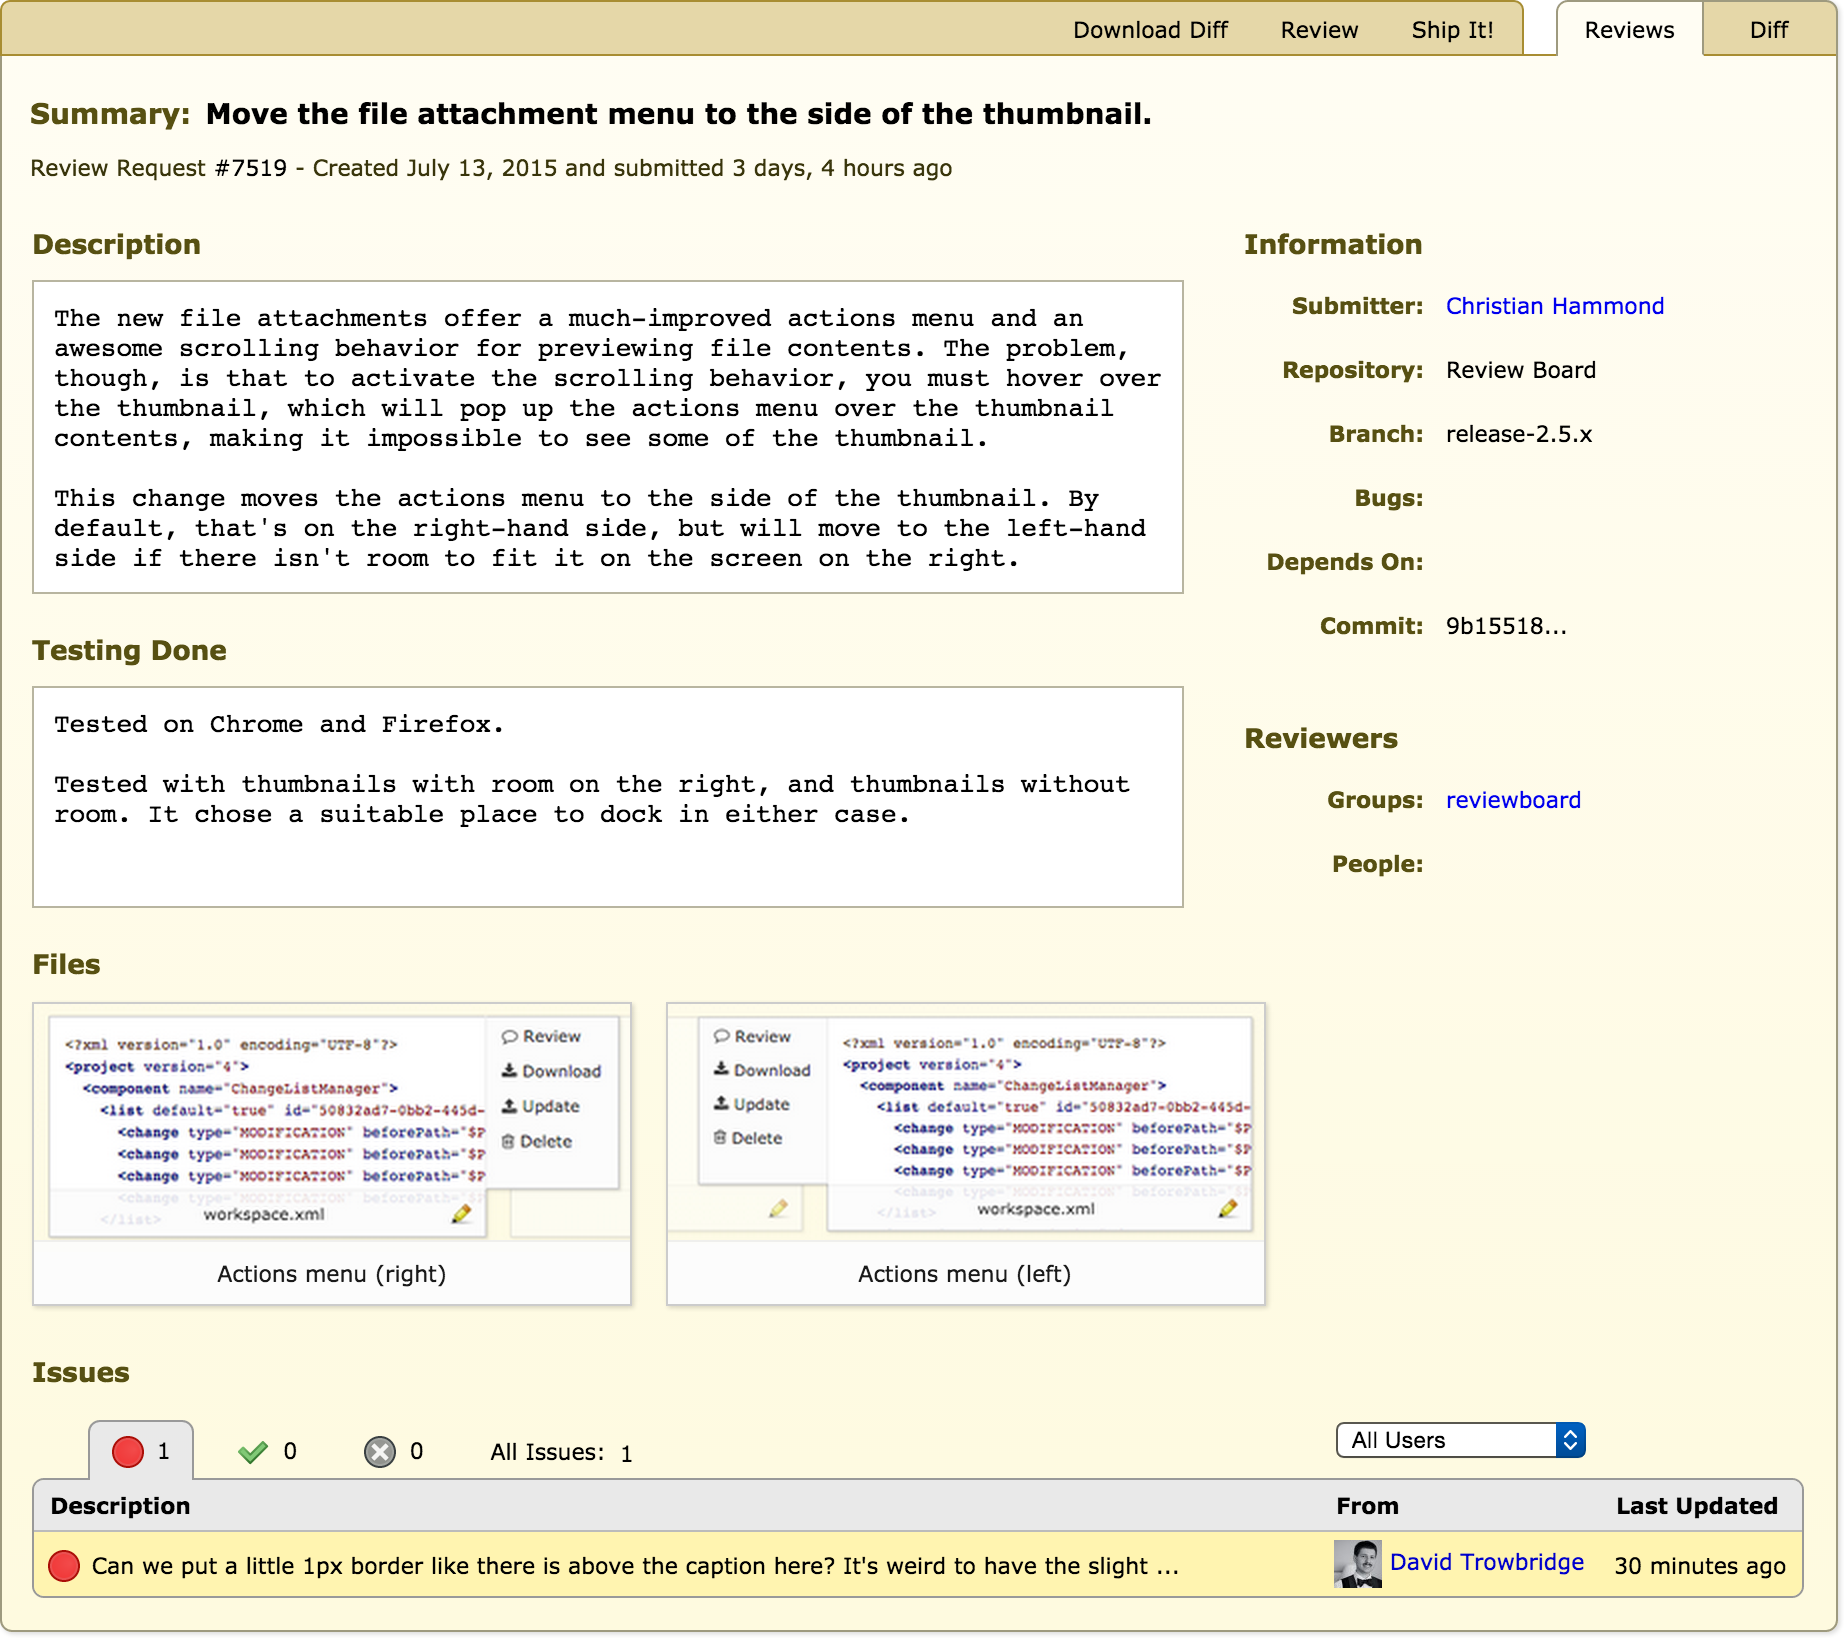 Download Diff Review Ship It! Reviews Diff
Summary: Move the file attachment menu to the side of the thumbnail.
Review Request #7519 - Created July 13, 2015 and submitted 3 days, 4 hours ago
Description
The new file attachments offer a much-improved actions menu and an
awesome scrolling behavior for previewing file contents. The problem,
though, is that to activate the scrolling behavior, you must hover over
the thumbnail, which will pop up the actions menu over the thumbnail
contents, making it impossible to see some of the thumbnail.
This change moves the actions menu to the side of the thumbnail. By
default, that's on the right-hand side, but will move to the left-hand
side if there isn't room to fit it on the screen on the right.
Information
Submitter: Christian Hammond
Repository: Review Board
Branch: release-2.5.x
Bugs:
Depends On:
Commit: 9b15518...
Testing Done
Tested on Chrome and Firefox.
Tested with thumbnails with room on the right, and thumbnails without
room. It chose a suitable place to dock in either case.
Reviewers
Groups: reviewboard
People:
Files
<?xml version="1.0" encoding="UTF-8"?>
<project version="4">
<component name="ChangeListManager">
<list default="true" id="50832ad7-0bb2-445d-
<change type="MODIFICATION" beforePath="$P
<change type="MODIFICATION" beforePath="$P
<change type="MODIFICATION" beforePath="$P
<change type="MODIFICATION" beforePath="$P
</list>
workspace.xml
Review
Download
Update
Delete
Actions menu (right)
Review
Download
Update
Delete
<?xml version="1.0" encoding="UTF-8"?>
<project version="4">
<component name="ChangeListManager">
<list default="true" id="50832ad7-0bb2-445d-
<change type="MODIFICATION" beforePath="$P
<change type="MODIFICATION" beforePath="$P
<change type="MODIFICATION" beforePath="$P
<change type="MODIFICATION" beforePath="$P
</list>
workspace.xml
Actions menu (left)
Issues
1 0 0 All Issues: 1 All Users
Description From Last Updated
Can we put a little 1px border like there is above the caption here? It's weird to have the slight ... David Trowbridge 30 minutes ago